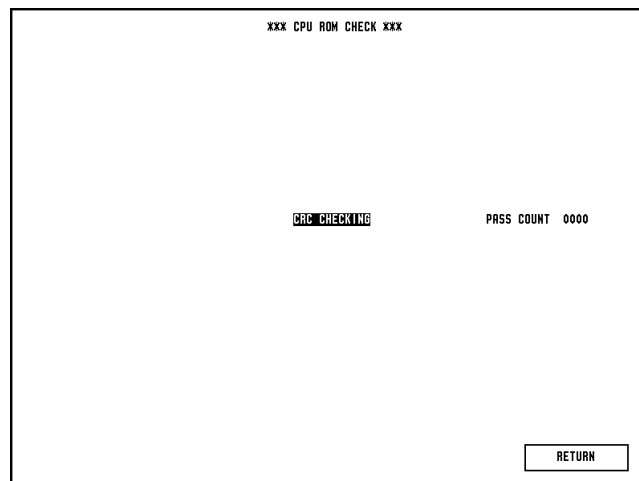 *** CPU ROM CHECK ***
CRC CHECKING PASS COUNT 0000
RETURN